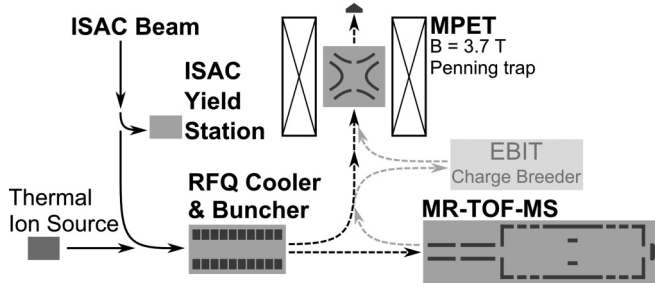 ISAC Beam
MPET
B = 3.7 T
Penning trap
ISAC
Yield
Station
EBIT
Charge Breeder
RFQ Cooler
& Buncher
Thermal
Ion Source
MR-TOF-MS